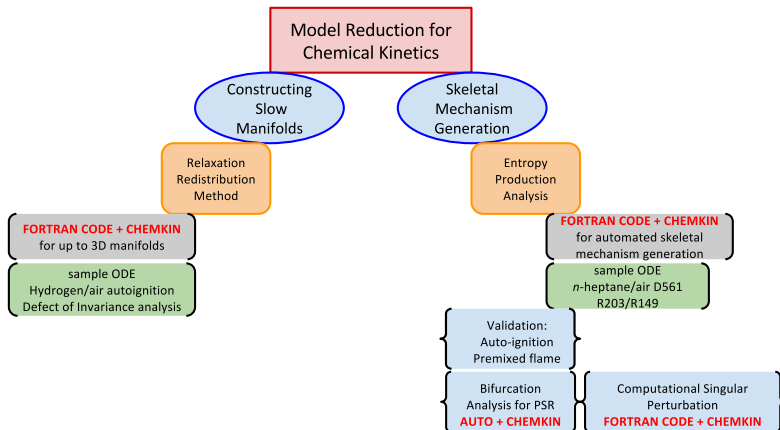 Model Reduction for
Chemical Kinetics
Constructing
Slow
Manifolds
Skeletal
Mechanism
Generation
Relaxation
Redistribution
Method
Entropy
Production
Analysis
FORTRAN CODE + CHEMKIN
for up to 3D manifolds
sample ODE
Hydrogen/air autoignition
Defect of Invariance analysis
FORTRAN CODE + CHEMKIN
for automated skeletal
mechanism generation
sample ODE
n-heptane/air D561
R203/R149
Validation:
Auto-ignition
Premixed flame
Bifurcation
Analysis for PSR
AUTO + CHEMKIN
Computational Singular
Perturbation
FORTRAN CODE + CHEMKIN